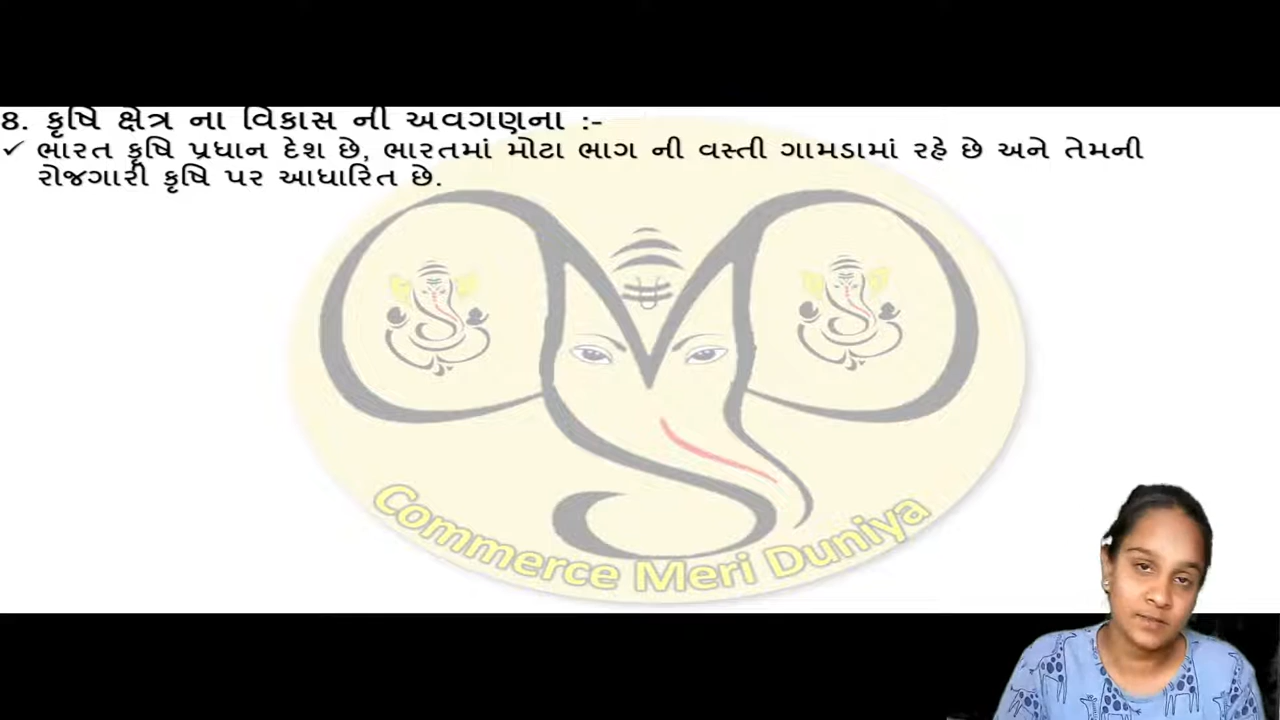 8. કૃષિ ક્ષેત્ર ના વિકાસ ની અવગણના :-
✓ ભારત કૃષિ પ્રધાન દેશ છે, ભારતમાં મોટા ભાગ ની વસ્તી ગામડામાં રહે છે અને તેમની
રોજગારી કૃષિ પર આધારિત છે.
Commerce Meri Duniya